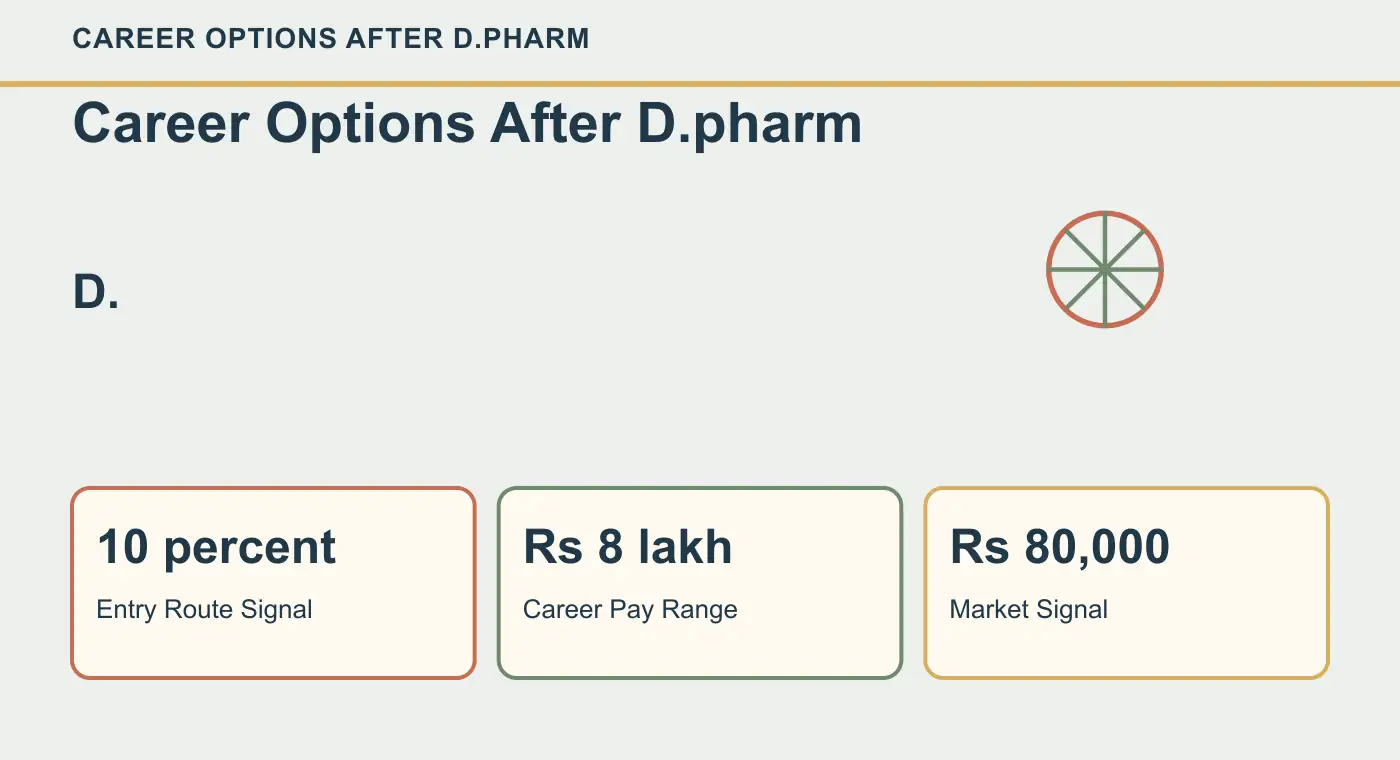 CAREER OPTIONS AFTER D.PHARM
Career Options After D.pharm
D.
10 percent
Entry Route Signal
Rs 8 lakh
Career Pay Range
Rs 80,000
Market Signal